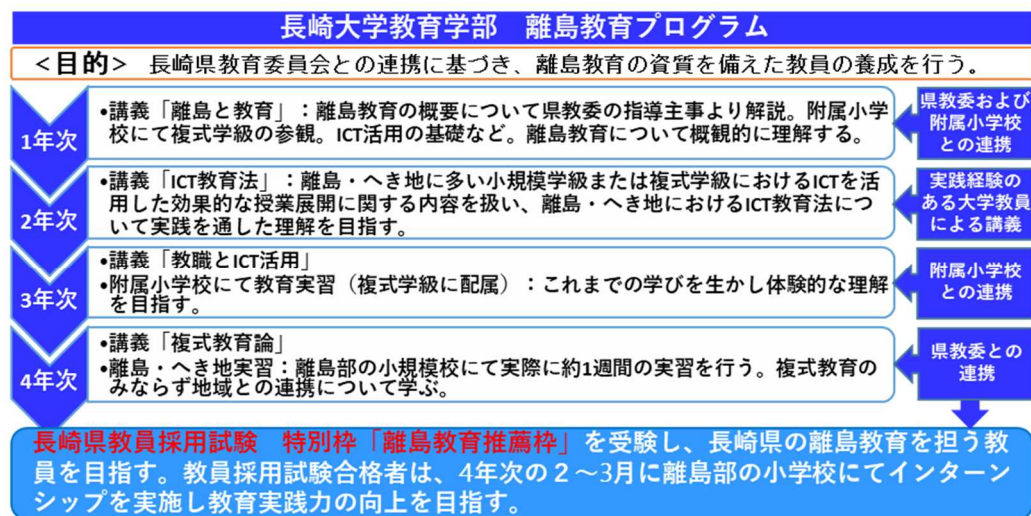 長崎大学教育学部　離島教育プログラム
<目的>　長崎県教育委員会との連携に基づき、離島教育の資質を備えた教員の養成を行う。
1年次
•講義「離島と教育」：離島教育の概要について県教委の指導主事より解説。附属小学
校にて複式学級の参観。ICT活用の基礎など。離島教育について概観的に理解する。
県教委および
附属小学校
との連携
2年次
•講義「ICT教育法」：離島・へき地に多い小規模学級または複式学級におけるICTを活
用した効果的な授業展開に関する内容を扱い、離島・へき地におけるICT教育法につ
いて実践を通した理解を目指す。
実践経験の
ある大学教員
による講義
3年次
•講義「教職とICT活用」
•附属小学校にて教育実習（複式学級に配属）：これまでの学びを生かし体験的な理解
を目指す。
附属小学校
との連携
4年次
•講義「複式教育論」
•離島・へき地実習：離島部の小規模校にて実際に約1週間の実習を行う。複式教育の
みならず地域との連携について学ぶ。
県教委との
連携
長崎県教員採用試験　特別枠「離島教育推薦枠」を受験し、長崎県の離島教育を担う教
員を目指す。教員採用試験合格者は、4年次の２～3月に離島部の小学校にてインターン
シップを実施し教育実践力の向上を目指す。